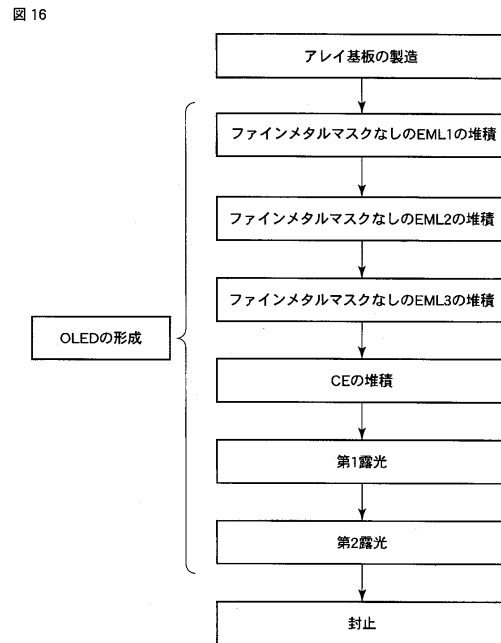 図 16
アレイ基板の製造
ファインメタルマスクなしのEML1の堆積
ファインメタルマスクなしのEML2の堆積
ファインメタルマスクなしのEML3の堆積
OLEDの形成
CEの堆積
第1露光
第2露光
封止